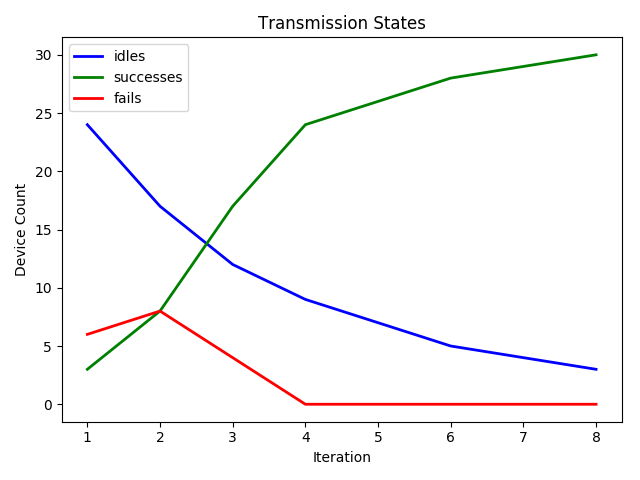 Transmission States
idles
successes
fails
Device Count
30
25
20
15
10
5
0
1 2 3 4 5 6 7 8
Iteration